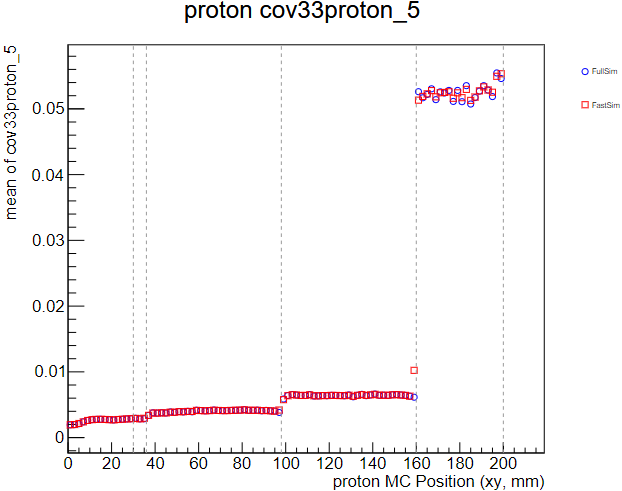 proton cov33proton_5
mean of cov33proton_5
0.05
0.04
0.03
0.02
0.01
0
0 20 40 60 80 100 120 140 160 180 200
proton MC Position (xy, mm)
FullSim
FastSim